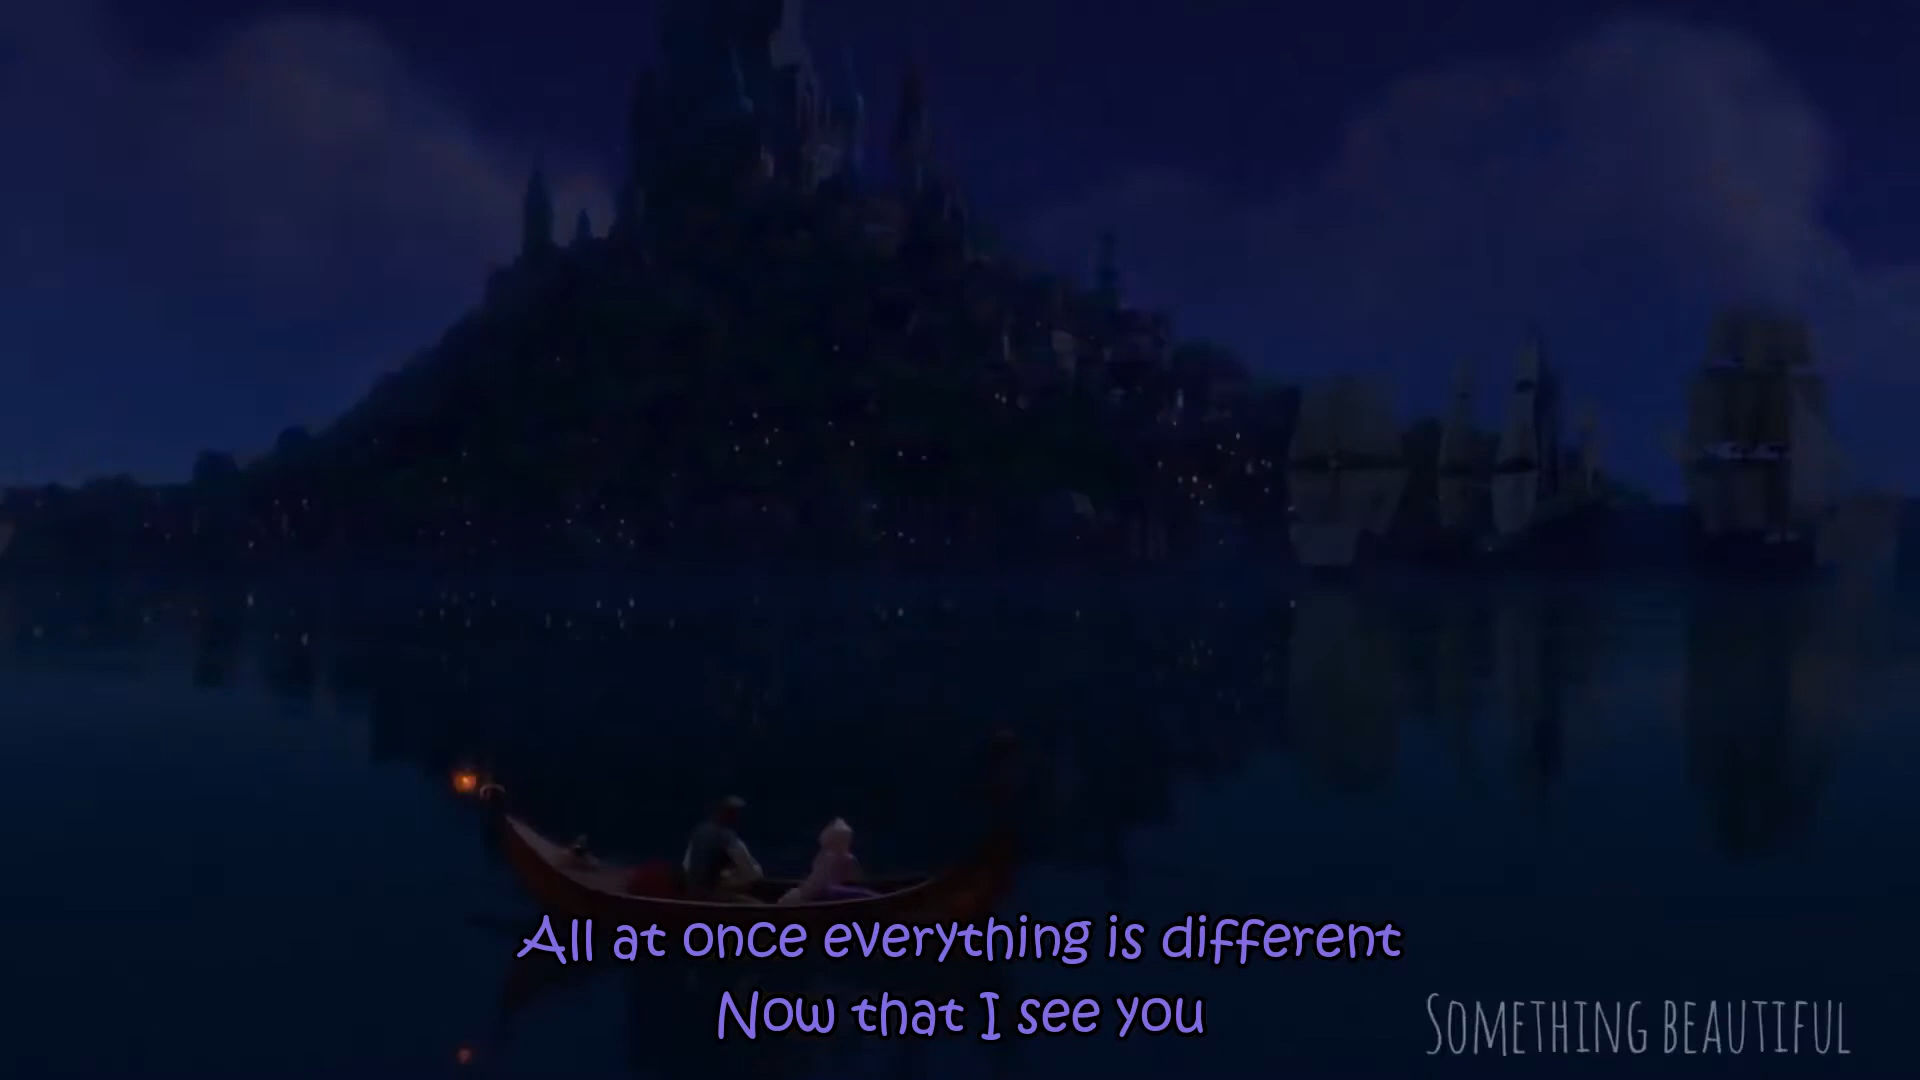 All at once everything is different
Now that I see you
SOMETHING BEAUTIFUL